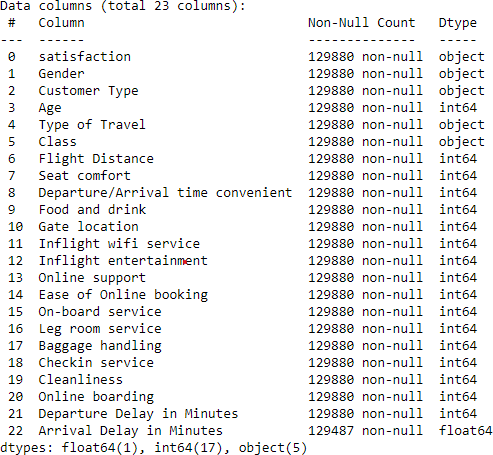 Data columns (total 23 columns):
 #   Column                             Non-Null Count   Dtype
---  ------                             --------------   -----
 0   satisfaction                       129880 non-null  object
 1   Gender                             129880 non-null  object
 2   Customer Type                      129880 non-null  object
 3   Age                                129880 non-null  int64
 4   Type of Travel                     129880 non-null  object
 5   Class                              129880 non-null  object
 6   Flight Distance                    129880 non-null  int64
 7   Seat comfort                       129880 non-null  int64
 8   Departure/Arrival time convenient  129880 non-null  int64
 9   Food and drink                     129880 non-null  int64
 10  Gate location                      129880 non-null  int64
 11  Inflight wifi service              129880 non-null  int64
 12  Inflight entertainment             129880 non-null  int64
 13  Online support                     129880 non-null  int64
 14  Ease of Online booking             129880 non-null  int64
 15  On-board service                   129880 non-null  int64
 16  Leg room service                   129880 non-null  int64
 17  Baggage handling                   129880 non-null  int64
 18  Checkin service                    129880 non-null  int64
 19  Cleanliness                        129880 non-null  int64
 20  Online boarding                    129880 non-null  int64
 21  Departure Delay in Minutes         129880 non-null  int64
 22  Arrival Delay in Minutes           129487 non-null  float64
dtypes: float64(1), int64(17), object(5)